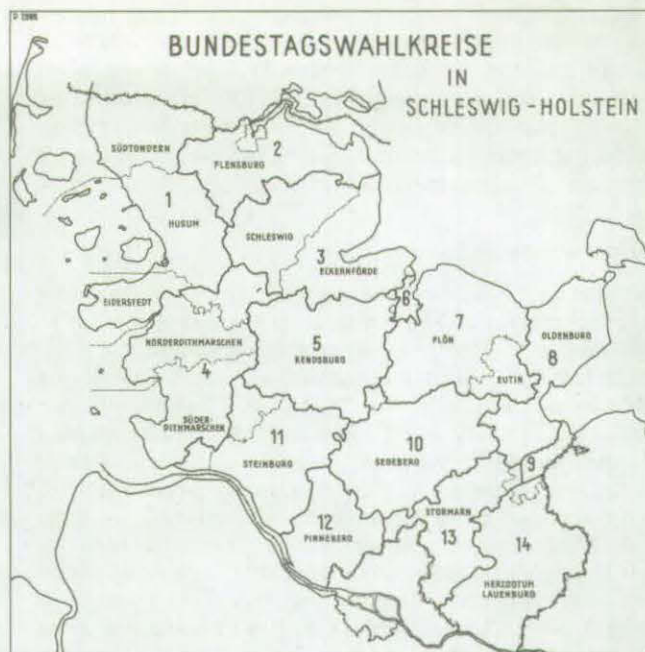 BUNDESTAGSWAHLKREISE
IN
SCHLESWIG-HOLSTEIN
SÜDTONDERN
2
FLENSBURG
1
HUSUM
SCHLESWIG
3
ECKERNFÖRDE
EIDERSTEDT
6
7
PLÖN
OLDENBURG
8
NORDERDITHMARSCHEN
5
RENDSBURG
EUTIN
4
SÜDER-
DITHMARSCHEN
11
STEINBURG
10
SEGEBERG
9
STORMARN
12
PINNEBERG
13
14
HERZOGTUM
LAUENBURG